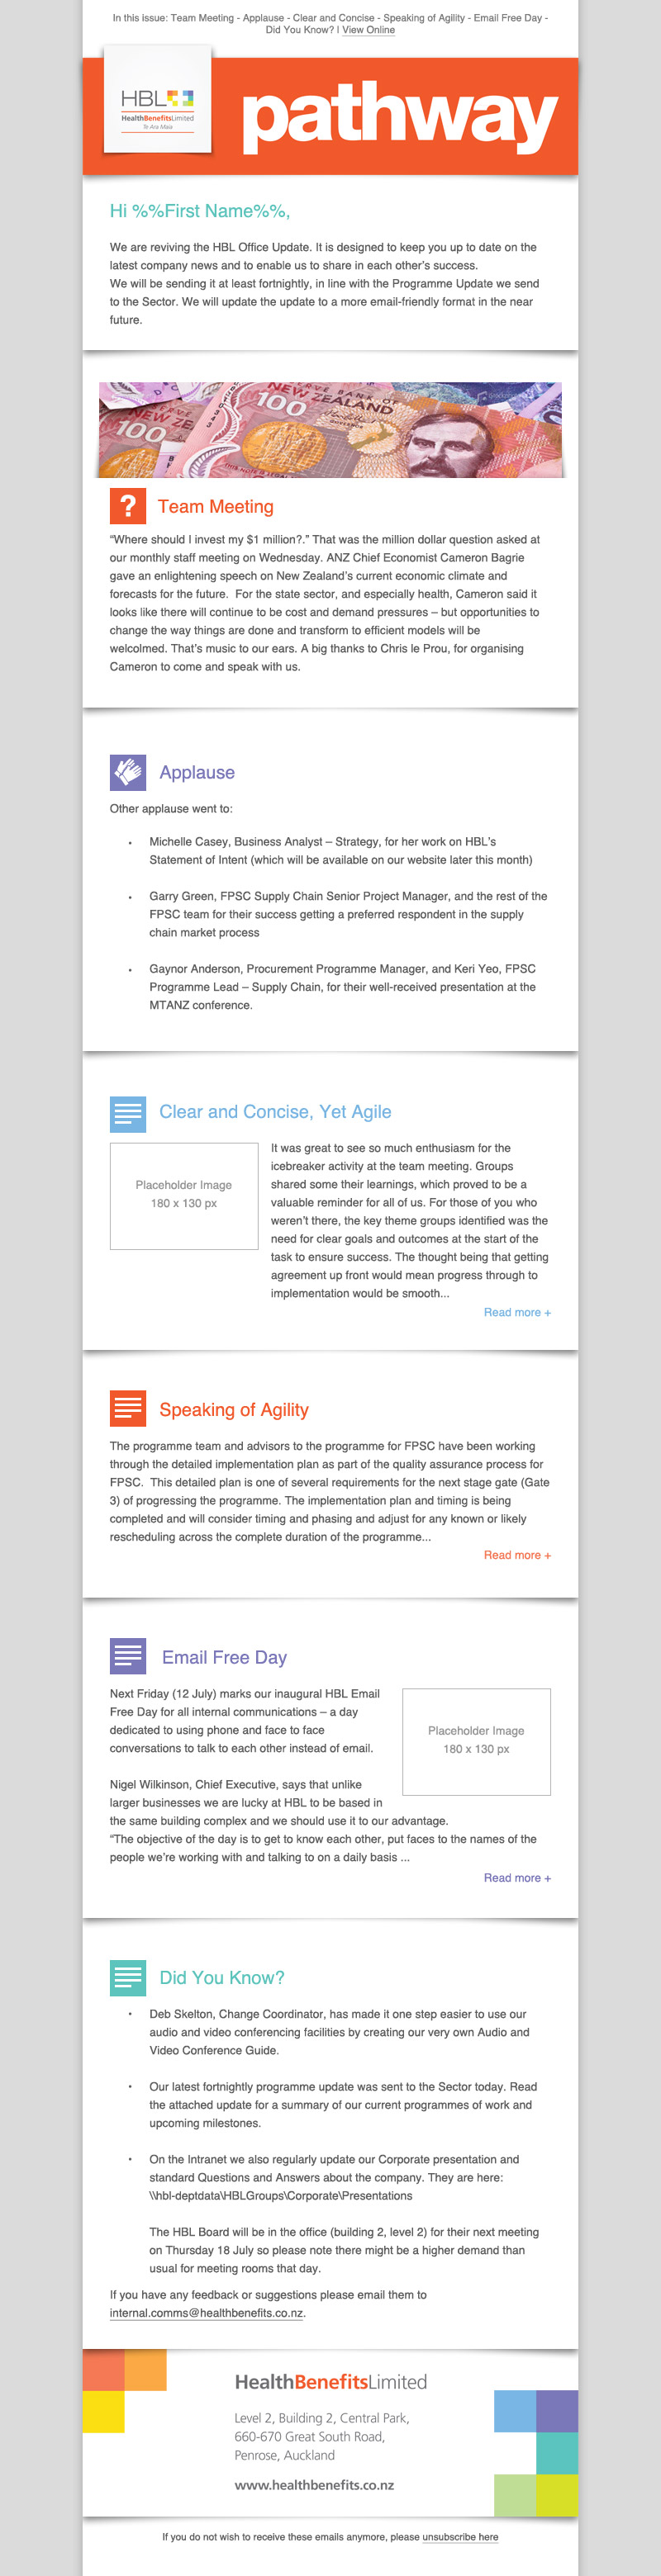 In this issue: Team Meeting - Applause - Clear and Concise - Speaking of Agility - Email Free Day -
Did You Know? | View Online
HBL
HealthBenefitsLimited
Te Ara Maia
pathway
Hi %%First Name%%,
We are reviving the HBL Office Update. It is designed to keep you up to date on the
latest company news and to enable us to share in each other's success.
We will be sending it at least fortnightly, in line with the Programme Update we send
to the Sector. We will update the update to a more email-friendly format in the near
future.
100
NEW ZE
100
NEW ZEALAND
GOVERNOR
? Team Meeting
“Where should I invest my $1 million?.” That was the million dollar question asked at
our monthly staff meeting on Wednesday. ANZ Chief Economist Cameron Bagrie
gave an enlightening speech on New Zealand's current economic climate and
forecasts for the future.  For the state sector, and especially health, Cameron said it
looks like there will continue to be cost and demand pressures – but opportunities to
change the way things are done and transform to efficient models will be
welcolmed. That's music to our ears. A big thanks to Chris le Prou, for organising
Cameron to come and speak with us.
Applause
Other applause went to:
• Michelle Casey, Business Analyst – Strategy, for her work on HBL's
Statement of Intent (which will be available on our website later this month)
• Garry Green, FPSC Supply Chain Senior Project Manager, and the rest of the
FPSC team for their success getting a preferred respondent in the supply
chain market process
• Gaynor Anderson, Procurement Programme Manager, and Keri Yeo, FPSC
Programme Lead – Supply Chain, for their well-received presentation at the
MTANZ conference.
Clear and Concise, Yet Agile
Placeholder Image
180 x 130 px
It was great to see so much enthusiasm for the
icebreaker activity at the team meeting. Groups
shared some their learnings, which proved to be a
valuable reminder for all of us. For those of you who
weren't there, the key theme groups identified was the
need for clear goals and outcomes at the start of the
task to ensure success. The thought being that getting
agreement up front would mean progress through to
implementation would be smooth...
Read more +
Speaking of Agility
The programme team and advisors to the programme for FPSC have been working
through the detailed implementation plan as part of the quality assurance process for
FPSC.  This detailed plan is one of several requirements for the next stage gate (Gate
3) of progressing the programme. The implementation plan and timing is being
completed and will consider timing and phasing and adjust for any known or likely
rescheduling across the complete duration of the programme...
Read more +
Email Free Day
Next Friday (12 July) marks our inaugural HBL Email
Free Day for all internal communications – a day
dedicated to using phone and face to face
conversations to talk to each other instead of email.
Placeholder Image
180 x 130 px
Nigel Wilkinson, Chief Executive, says that unlike
larger businesses we are lucky at HBL to be based in
the same building complex and we should use it to our advantage.
“The objective of the day is to get to know each other, put faces to the names of the
people we're working with and talking to on a daily basis ...
Read more +
Did You Know?
• Deb Skelton, Change Coordinator, has made it one step easier to use our
audio and video conferencing facilities by creating our very own Audio and
Video Conference Guide.
• Our latest fortnightly programme update was sent to the Sector today. Read
the attached update for a summary of our current programmes of work and
upcoming milestones.
• On the Intranet we also regularly update our Corporate presentation and
standard Questions and Answers about the company. They are here:
\\hbl-deptdata\HBLGroups\Corporate\Presentations
The HBL Board will be in the office (building 2, level 2) for their next meeting
on Thursday 18 July so please note there might be a higher demand than
usual for meeting rooms that day.
If you have any feedback or suggestions please email them to
internal.comms@healthbenefits.co.nz.
HealthBenefitsLimited
Level 2, Building 2, Central Park,
660-670 Great South Road,
Penrose, Auckland
www.healthbenefits.co.nz
If you do not wish to receive these emails anymore, please unsubscribe here